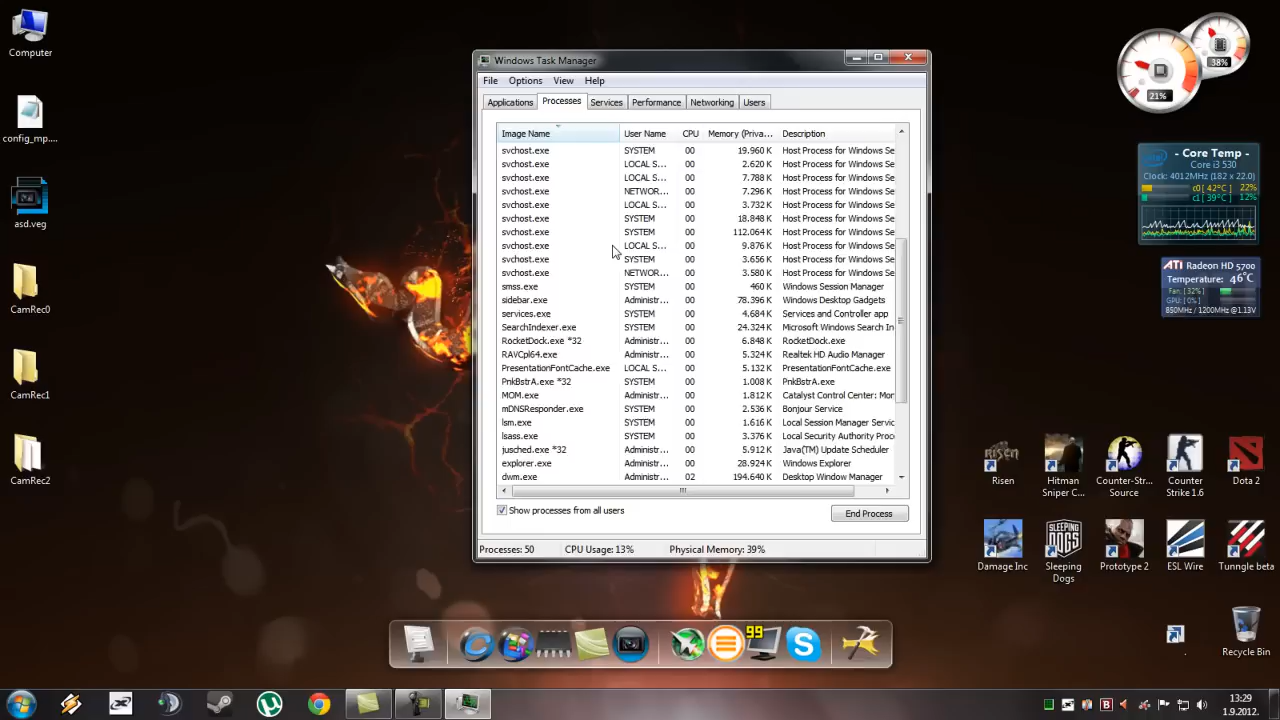 Computer
config_mp....
asd.veg
CamRec0
CamRec1
CamRec2
Windows Task Manager
File Options View Help
Applications Processes Services Performance Networking Users
Image Name User Name CPU Memory (Priva... Description
svchost.exe SYSTEM 00 19.960 K Host Process for Windows Se
svchost.exe LOCAL S... 00 2.620 K Host Process for Windows Se
svchost.exe LOCAL S... 00 7.788 K Host Process for Windows Se
svchost.exe NETWOR... 00 7.296 K Host Process for Windows Se
svchost.exe LOCAL S... 00 3.732 K Host Process for Windows Se
svchost.exe SYSTEM 00 18.848 K Host Process for Windows Se
svchost.exe SYSTEM 00 112.064 K Host Process for Windows Se
svchost.exe LOCAL S... 00 9.876 K Host Process for Windows Se
svchost.exe SYSTEM 00 3.656 K Host Process for Windows Se
svchost.exe NETWOR... 00 3.580 K Host Process for Windows Se
smss.exe SYSTEM 00 460 K Windows Session Manager
sidebar.exe Administr... 00 78.396 K Windows Desktop Gadgets
services.exe SYSTEM 00 4.684 K Services and Controller app
SearchIndexer.exe SYSTEM 00 24.324 K Microsoft Windows Search In
RocketDock.exe *32 Administr... 00 6.848 K RocketDock.exe
RAVCpl64.exe Administr... 00 5.324 K Realtek HD Audio Manager
PresentationFontCache.exe LOCAL S... 00 5.132 K PresentationFontCache.exe
PnkBstrA.exe *32 SYSTEM 00 1.008 K PnkBstrA.exe
MOM.exe Administr... 00 1.812 K Catalyst Control Center: Mor
mDNSResponder.exe SYSTEM 00 2.536 K Bonjour Service
lsm.exe SYSTEM 00 1.616 K Local Session Manager Servic
lsass.exe SYSTEM 00 3.376 K Local Security Authority Proc
jusched.exe *32 Administr... 00 5.912 K Java(TM) Update Scheduler
explorer.exe Administr... 00 28.924 K Windows Explorer
dwm.exe Administr... 02 194.640 K Desktop Window Manager
Show processes from all users
End Process
Processes: 50 CPU Usage: 13% Physical Memory: 39%
38%
21%
- Core Temp -
Core i3 530
Clock: 4012MHz (182 x 22.0)
c0 [ 42°C ] 22%
c1 [ 39°C ] 12%
ATI Radeon HD 5700
Temperature: 46°C
Fan: [32%]
GPU: [ 0%]
850MHz / 1200MHz @1.13V
Risen
Hitman
Sniper C...
Counter-Str...
Source
Counter
Strike 1.6
Dota 2
Damage Inc
Sleeping
Dogs
Prototype 2
ESL Wire
Tunngle beta
.
Recycle Bin
99
13:29
1.9.2012.